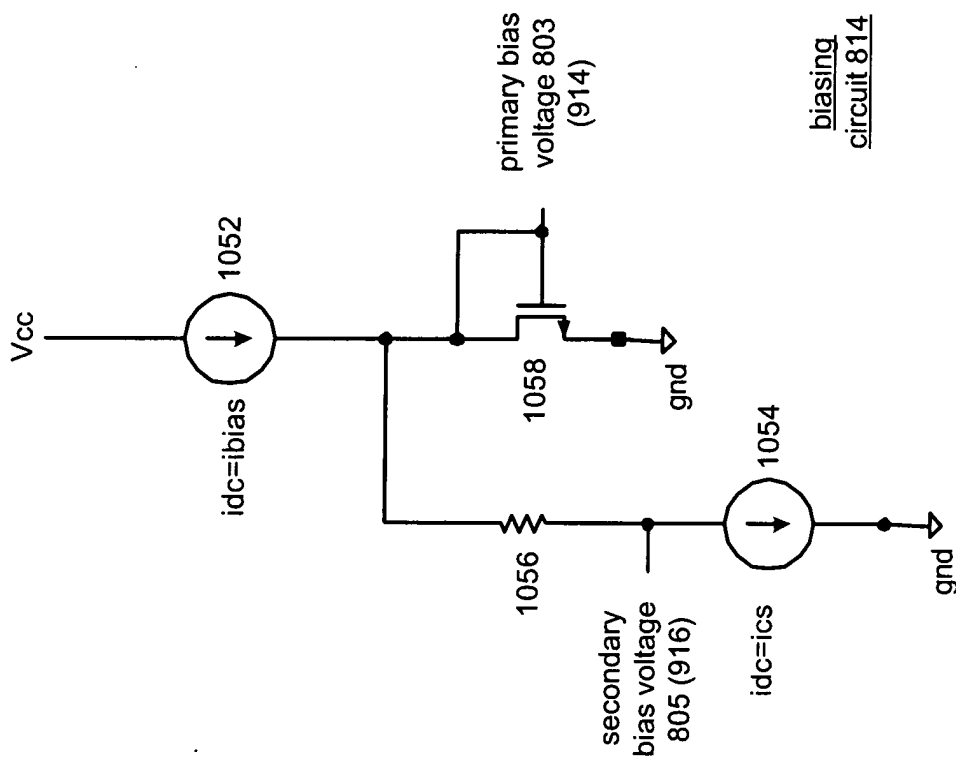 Vcc
idc=ibias
1052
primary bias
voltage 803
(914)
1058
gnd
1056
secondary
bias voltage
805 (916)
1054
idc=ics
gnd
biasing
circuit 814